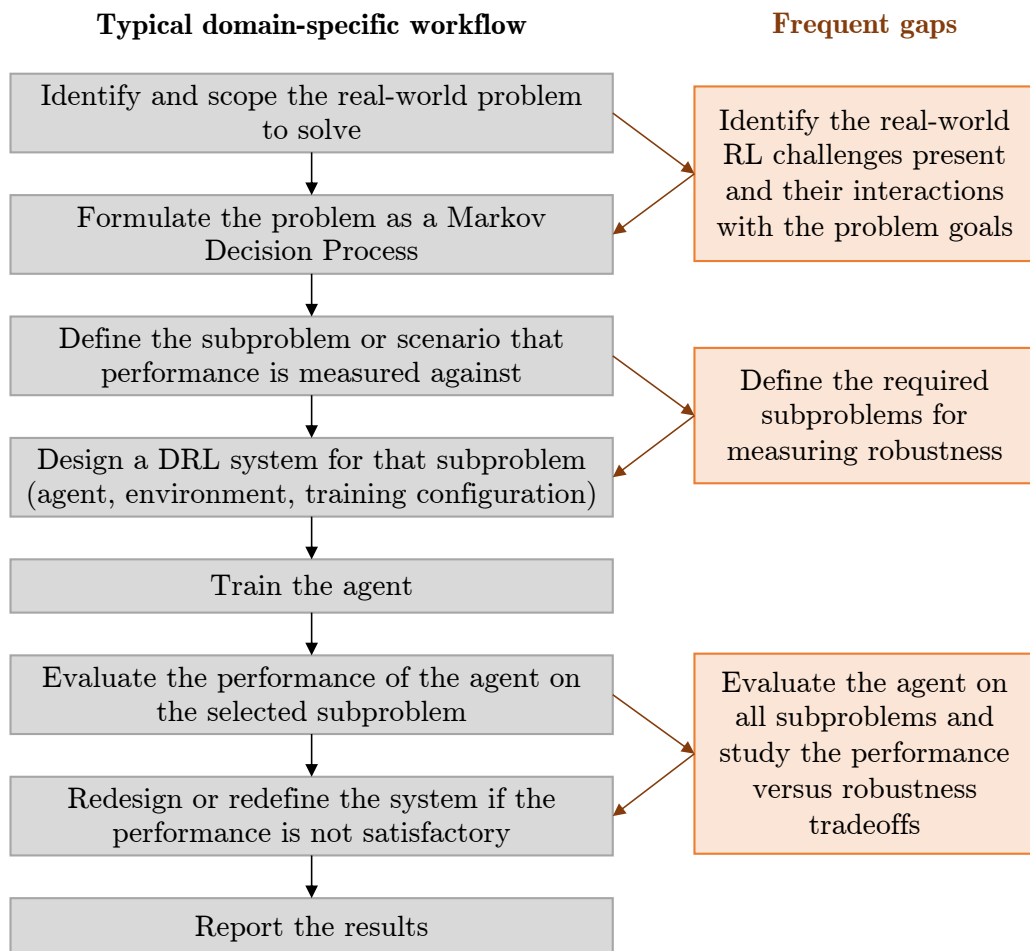 Typical domain-specific workflow
Frequent gaps
Identify and scope the real-world problem
to solve
Identify the real-world
RL challenges present
and their interactions
with the problem goals
Formulate the problem as a Markov
Decision Process
Define the subproblem or scenario that
performance is measured against
Define the required
subproblems for
measuring robustness
Design a DRL system for that subproblem
(agent, environment, training configuration)
Train the agent
Evaluate the performance of the agent on
the selected subproblem
Evaluate the agent on
all subproblems and
study the performance
versus robustness
tradeoffs
Redesign or redefine the system if the
performance is not satisfactory
Report the results